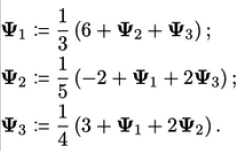 𝚿₁ ≔ 1/3 (6 + 𝚿₂ + 𝚿₃) ;
𝚿₂ ≔ 1/5 (−2 + 𝚿₁ + 2𝚿₃) ;
𝚿₃ ≔ 1/4 (3 + 𝚿₁ + 2𝚿₂) .